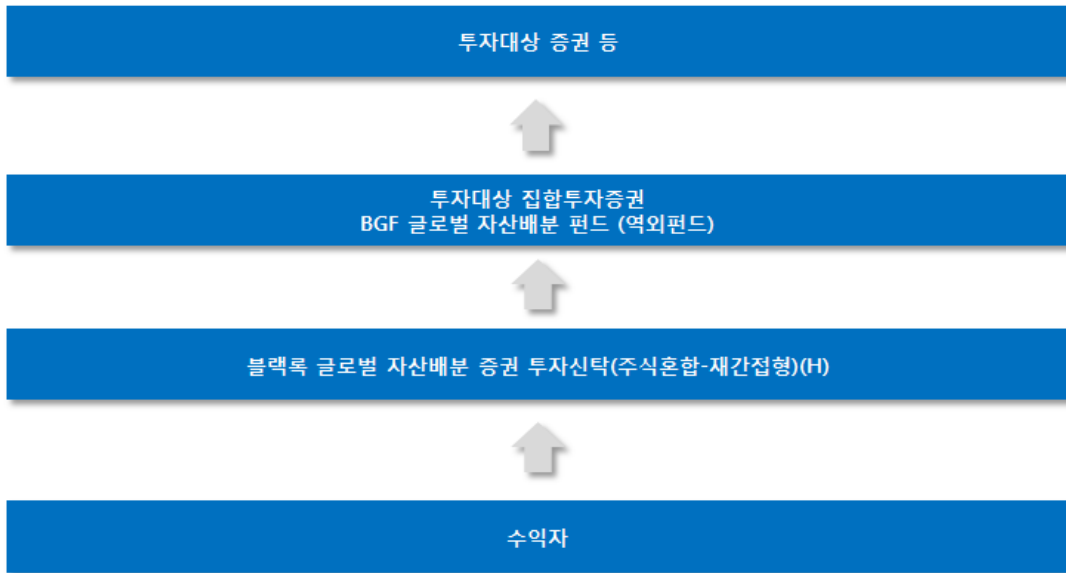 투자대상 증권 등
투자대상 집합투자증권
BGF 글로벌 자산배분 펀드 (역외펀드)
블랙록 글로벌 자산배분 증권 투자신탁(주식혼합-재간접형)(H)
수익자